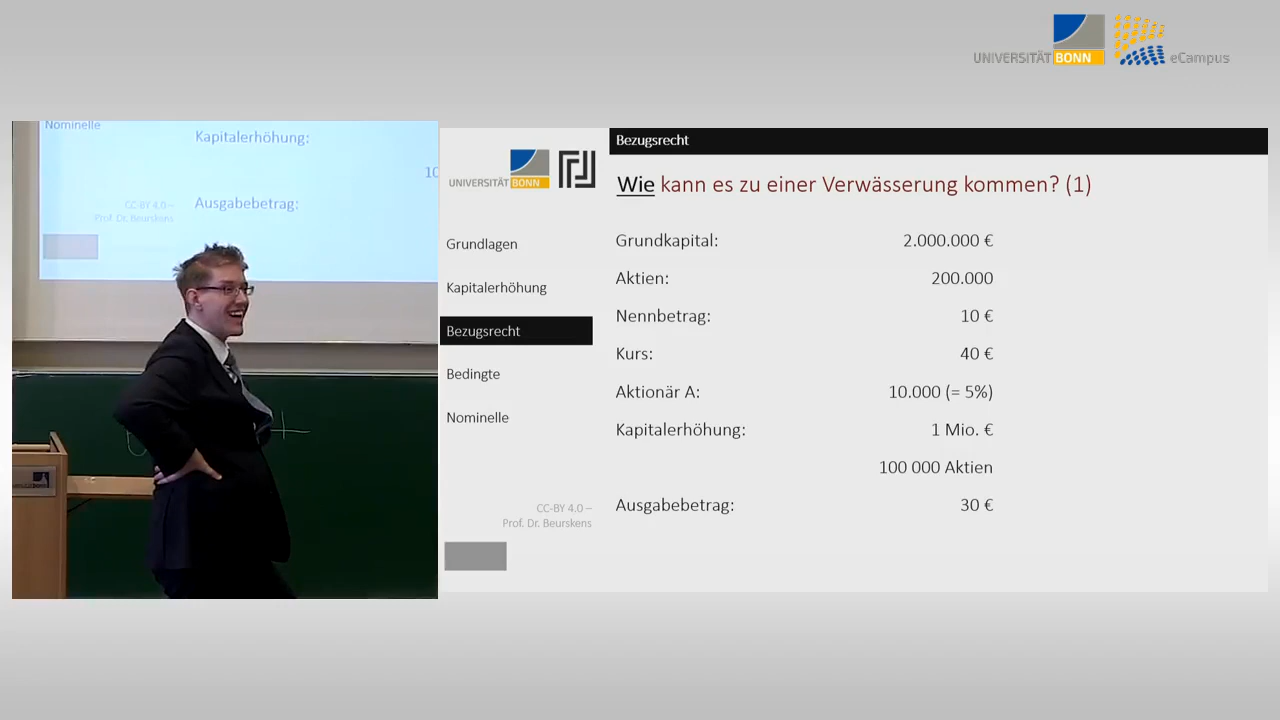 UNIVERSITÄT BONN
eCampus
Nominelle
Kapitalerhöhung:
10
CC-BY 4.0 –
Prof. Dr. Beurskens
Ausgabebetrag:
UNIVERSITÄT BONN
Grundlagen
Kapitalerhöhung
Bezugsrecht
Bedingte
Nominelle
CC-BY 4.0 –
Prof. Dr. Beurskens
Bezugsrecht
Wie kann es zu einer Verwässerung kommen? (1)
Grundkapital: 2.000.000 €
Aktien: 200.000
Nennbetrag: 10 €
Kurs: 40 €
Aktionär A: 10.000 (= 5%)
Kapitalerhöhung: 1 Mio. €
100 000 Aktien
Ausgabebetrag: 30 €